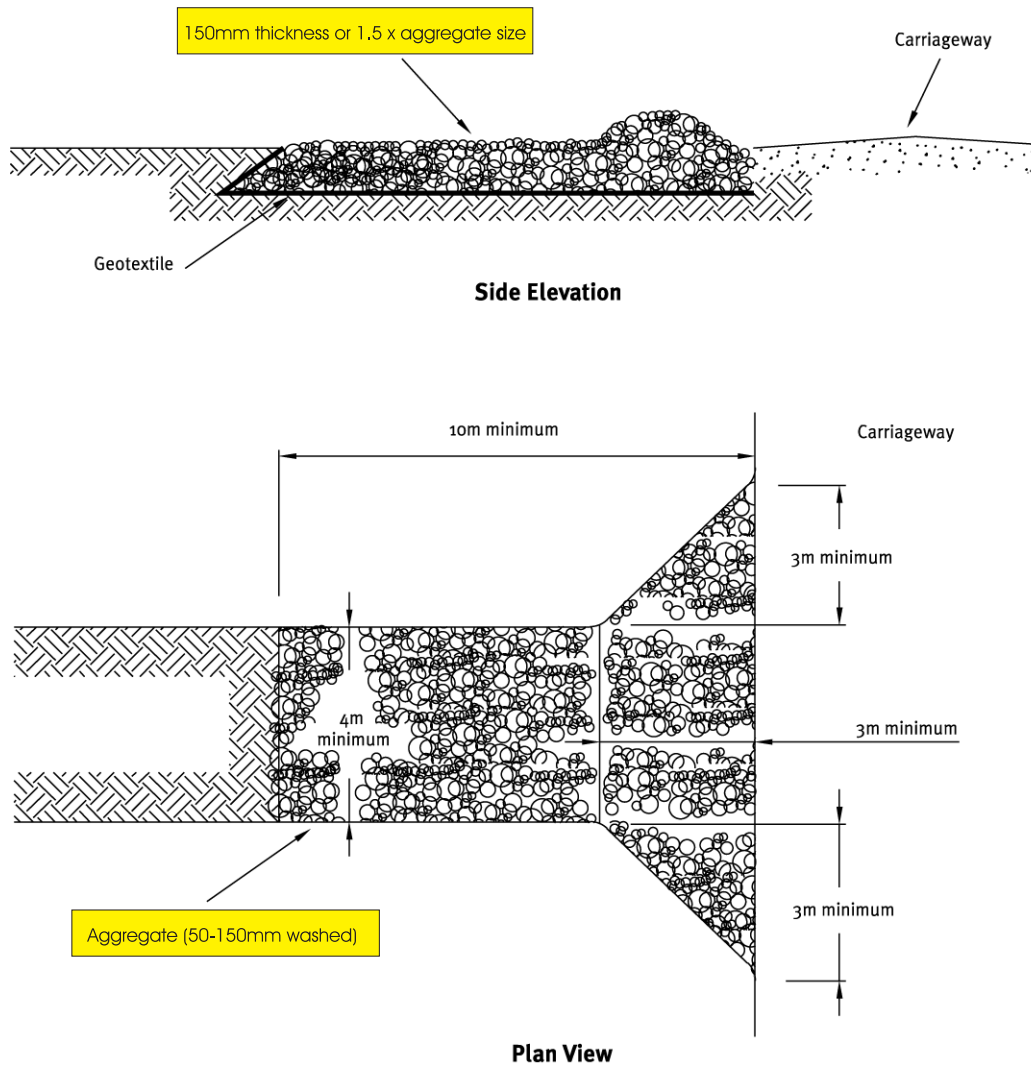 150mm thickness or 1.5 x aggregate size
Carriageway
Geotextile
Side Elevation
10m minimum
Carriageway
3m minimum
4m
minimum
3m minimum
3m minimum
Aggregate (50-150mm washed)
Plan View